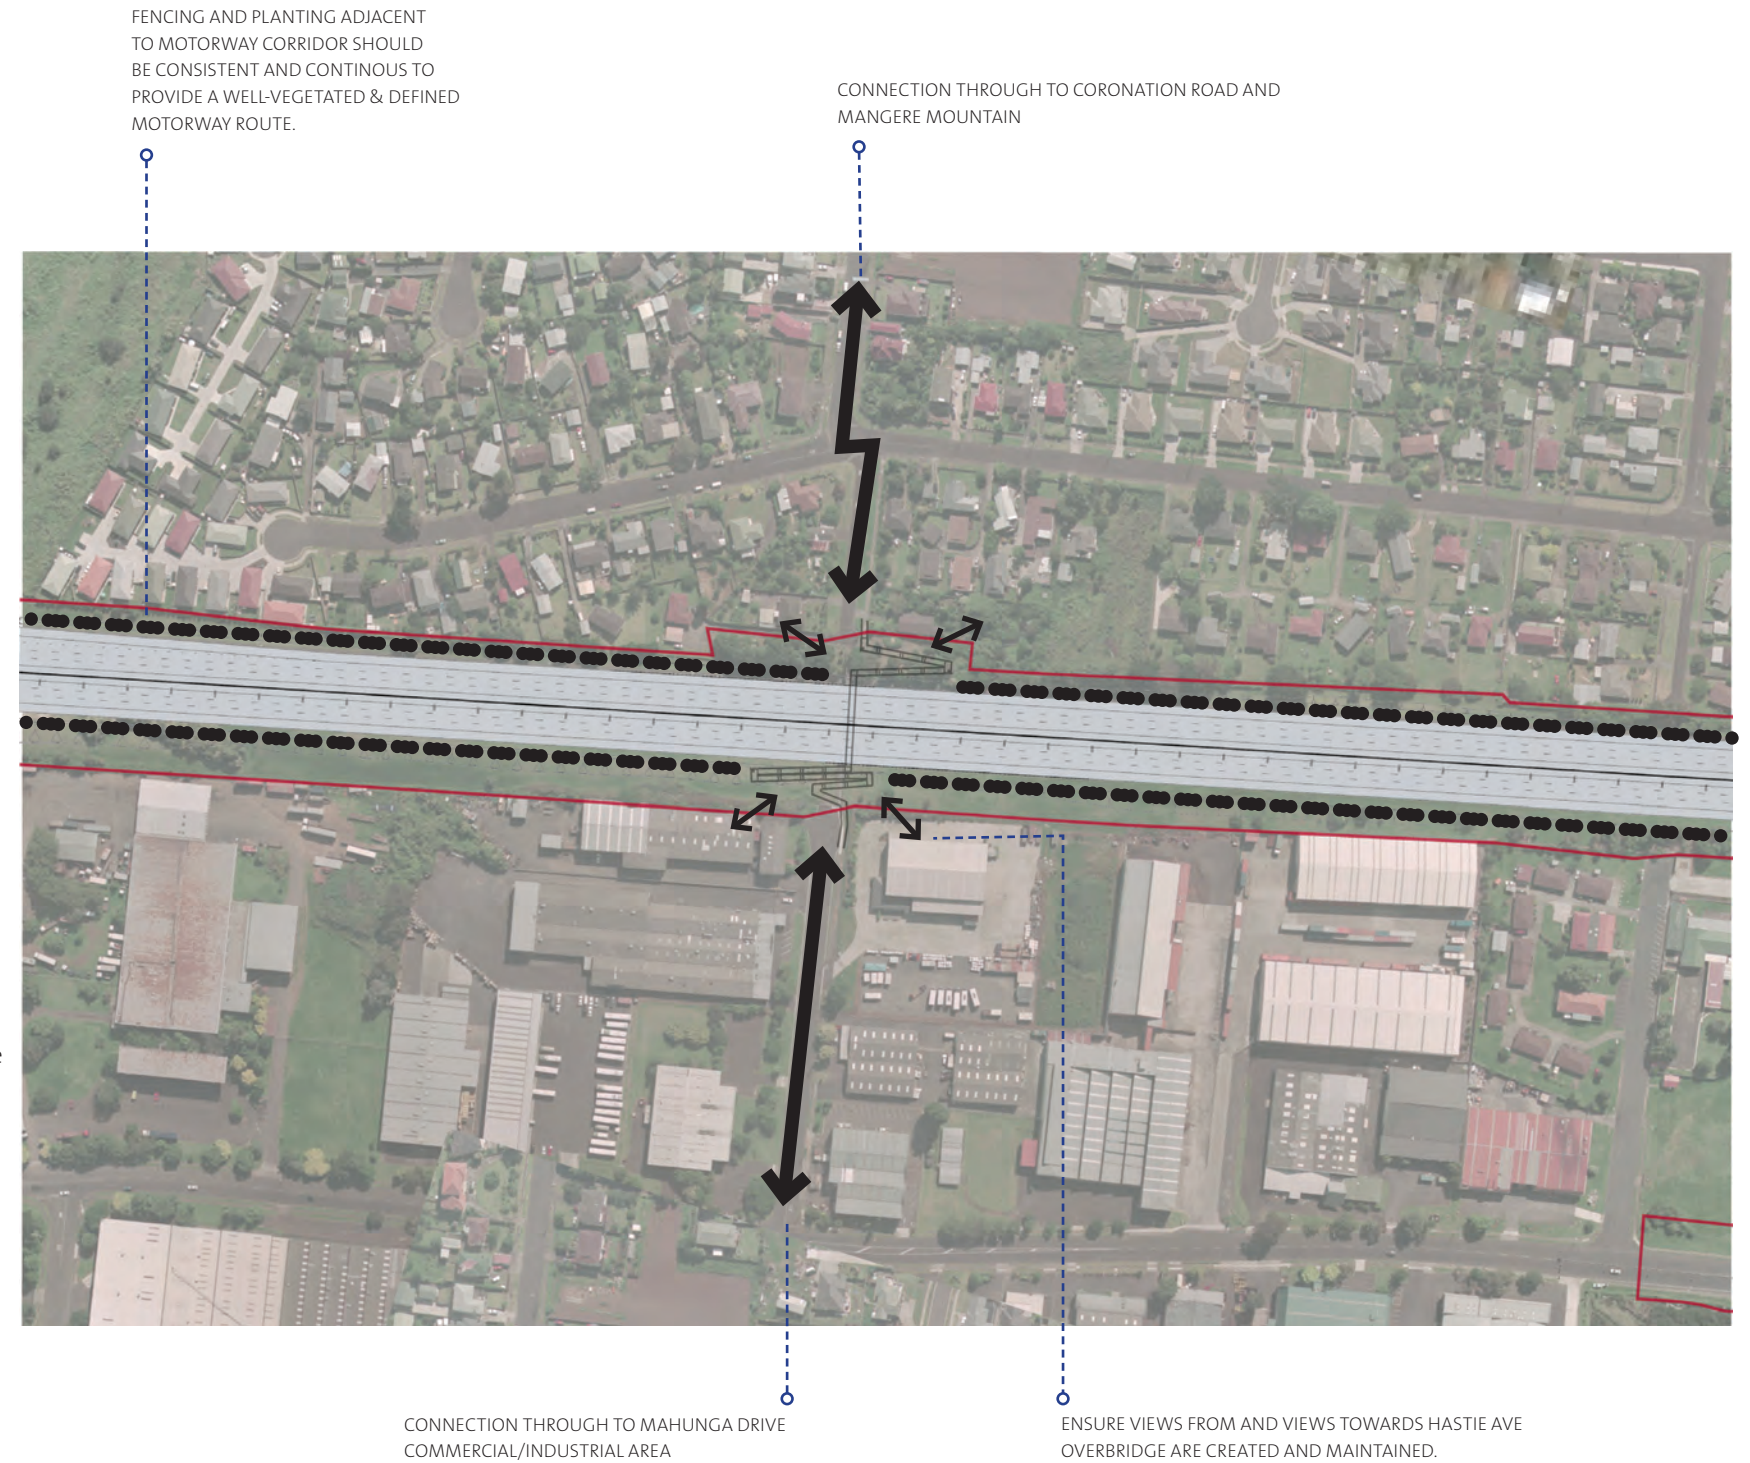 FENCING AND PLANTING ADJACENT
TO MOTORWAY CORRIDOR SHOULD
BE CONSISTENT AND CONTINOUS TO
PROVIDE A WELL-VEGETATED & DEFINED
MOTORWAY ROUTE.
CONNECTION THROUGH TO CORONATION ROAD AND
MANGERE MOUNTAIN
CONNECTION THROUGH TO MAHUNGA DRIVE
COMMERCIAL/INDUSTRIAL AREA
ENSURE VIEWS FROM AND VIEWS TOWARDS HASTIE AVE
OVERBRIDGE ARE CREATED AND MAINTAINED.